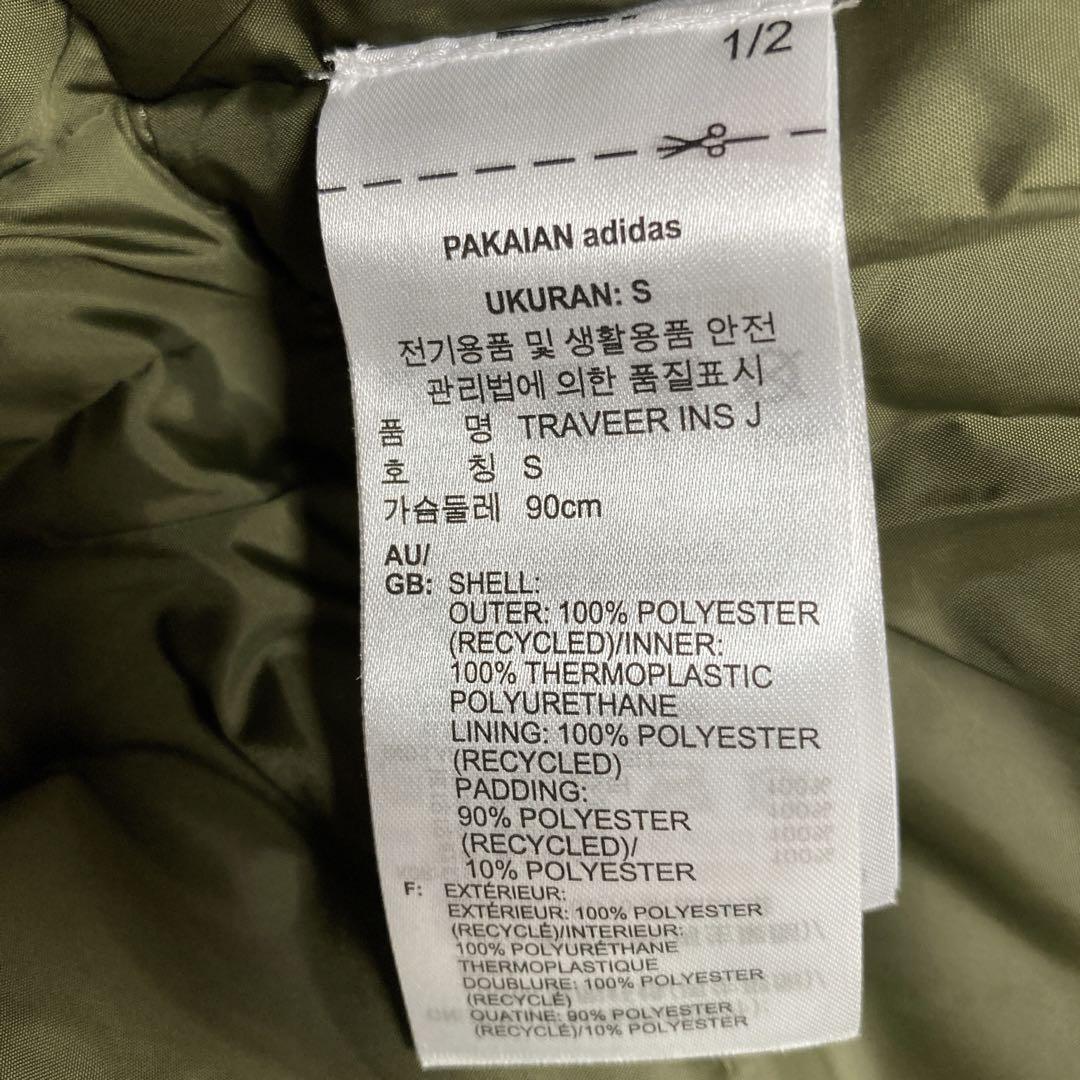 1/2
PAKAIAN adidas
UKURAN: S
전기용품 및 생활용품 안전
관리법에 의한 품질표시
품 명 TRAVEER INS J
호 칭 S
가슴둘레 90cm
AU/
GB: SHELL:
OUTER: 100% POLYESTER
(RECYCLED)/INNER:
100% THERMOPLASTIC
POLYURETHANE
LINING: 100% POLYESTER
(RECYCLED)
PADDING:
90% POLYESTER
(RECYCLED)/
10% POLYESTER
F: EXTÉRIEUR:
EXTÉRIEUR: 100% POLYESTER
(RECYCLÉ)/INTERIEUR:
100% POLYURÉTHANE
THERMOPLASTIQUE
DOUBLURE: 100% POLYESTER
(RECYCLÉ)
OUATINE: 90% POLYESTER
(RECYCLÉ)/10% POLYESTER